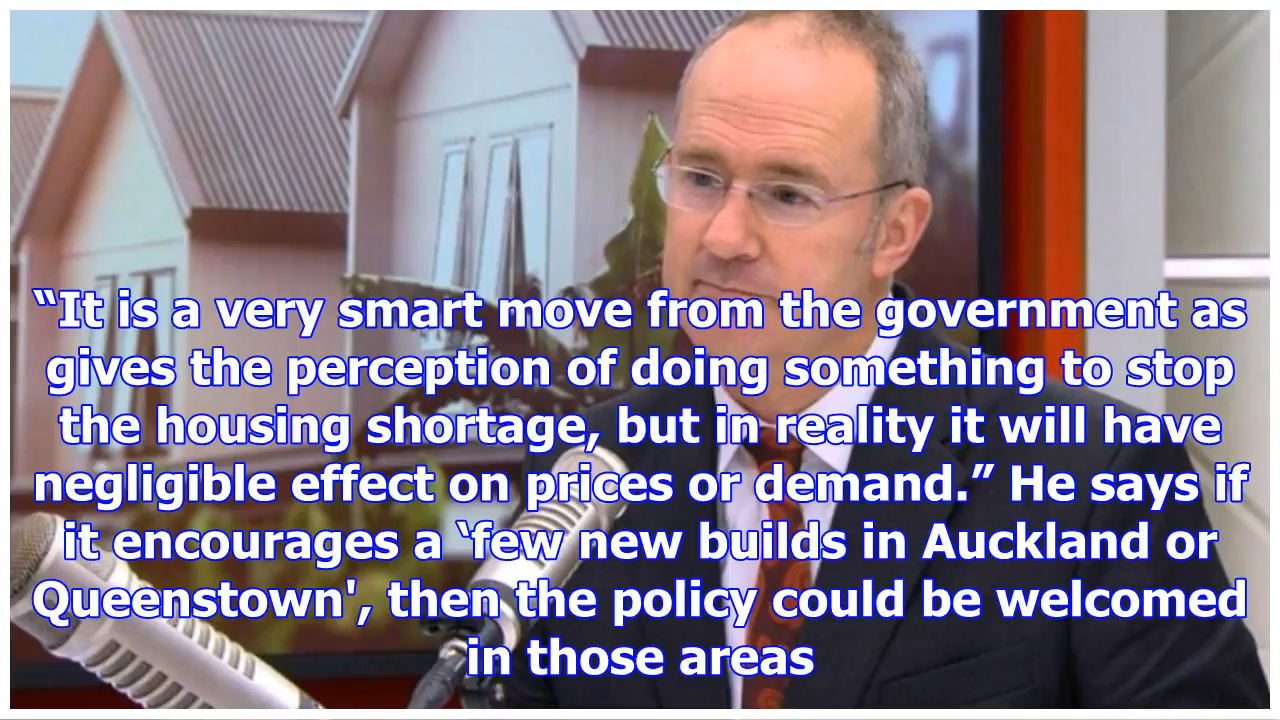 “It is a very smart move from the government as
gives the perception of doing something to stop
the housing shortage, but in reality it will have
negligible effect on prices or demand.” He says if
it encourages a ‘few new builds in Auckland or
Queenstown', then the policy could be welcomed
in those areas